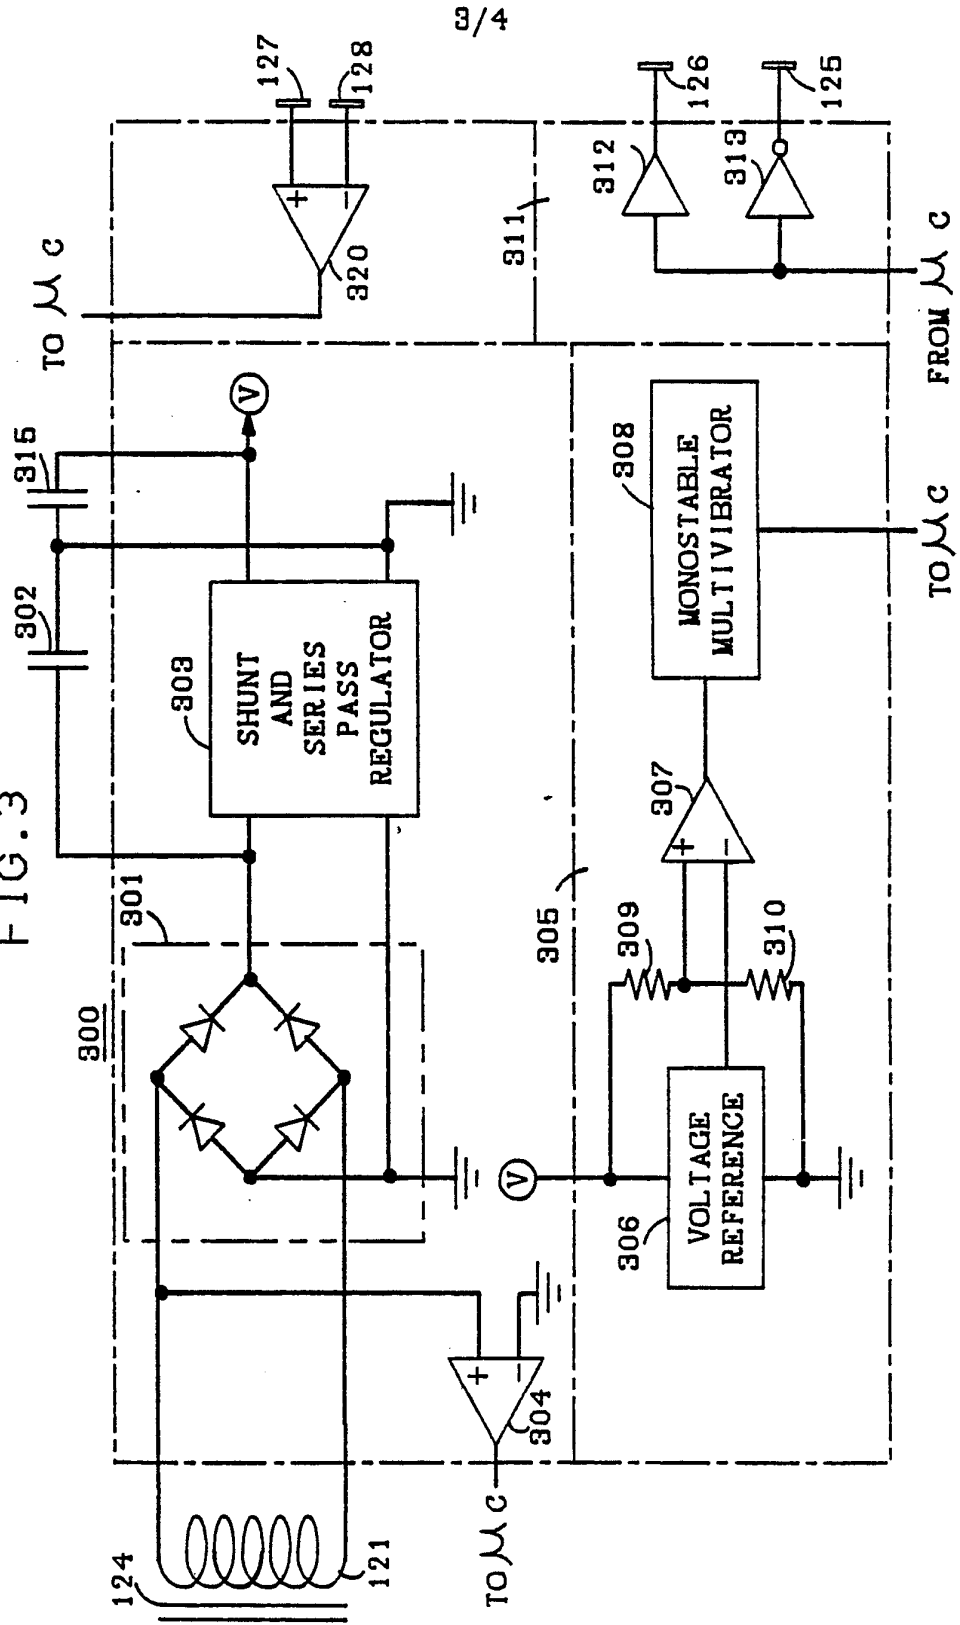 3/4
FIG.3
124
121
300
301
302
315
303
SHUNT
AND
SERIES
PASS
REGULATOR
V
TO μC
320
+
−
127
128
304
+
−
TO μC
305
V
306
VOLTAGE
REFERENCE
309
310
307
+
−
308
MONOSTABLE
MULTIVIBRATOR
TO μC
311
312
313
126
125
FROM μC